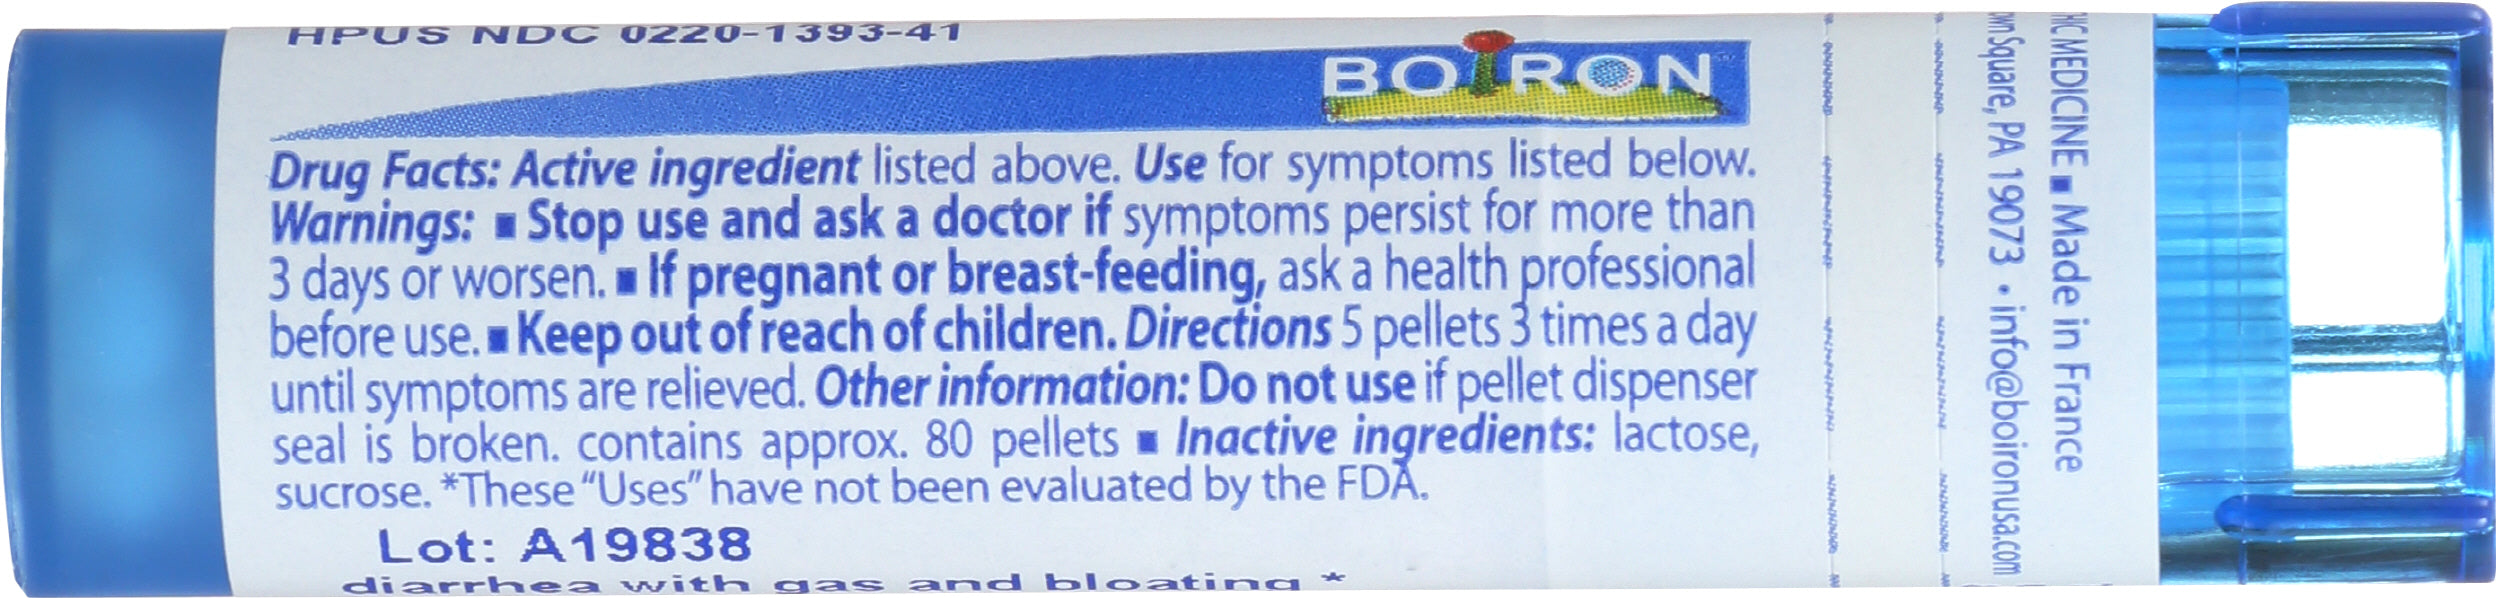 HPUS NDC 0220-1393-41
BOIRON
Drug Facts: Active ingredient listed above. Use for symptoms listed below.
Warnings: ■ Stop use and ask a doctor if symptoms persist for more than
3 days or worsen. ■ If pregnant or breast-feeding, ask a health professional
before use. ■ Keep out of reach of children. Directions 5 pellets 3 times a day
until symptoms are relieved. Other information: Do not use if pellet dispenser
seal is broken. contains approx. 80 pellets ■ Inactive ingredients: lactose,
sucrose. *These “Uses” have not been evaluated by the FDA.
Lot: A19838
diarrhea with gas and bloating *
MEDICINE ■ Made in France
Square, PA 19073 • info@boironusa.com